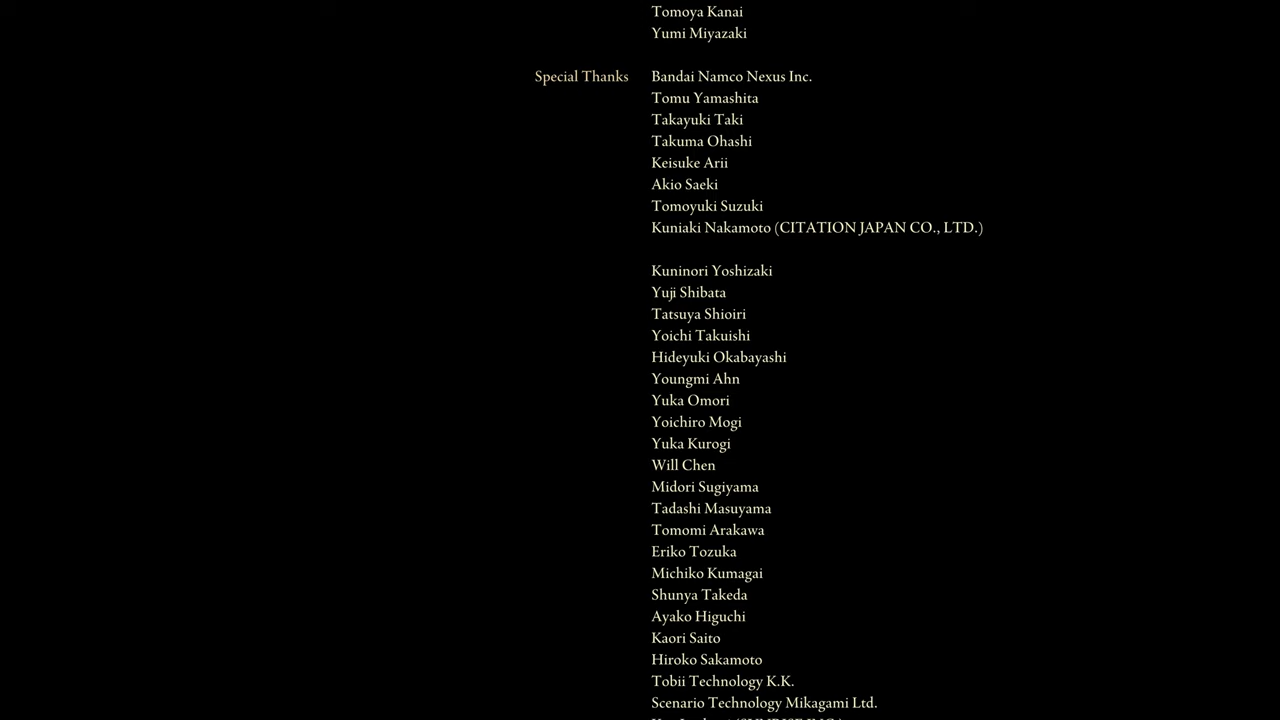 Tomoya Kanai
Yumi Miyazaki
Special Thanks Bandai Namco Nexus Inc.
Tomu Yamashita
Takayuki Taki
Takuma Ohashi
Keisuke Arii
Akio Saeki
Tomoyuki Suzuki
Kuniaki Nakamoto (CITATION JAPAN CO., LTD.)
Kuninori Yoshizaki
Yuji Shibata
Tatsuya Shioiri
Yoichi Takuishi
Hideyuki Okabayashi
Youngmi Ahn
Yuka Omori
Yoichiro Mogi
Yuka Kurogi
Will Chen
Midori Sugiyama
Tadashi Masuyama
Tomomi Arakawa
Eriko Tozuka
Michiko Kumagai
Shunya Takeda
Ayako Higuchi
Kaori Saito
Hiroko Sakamoto
Tobii Technology K.K.
Scenario Technology Mikagami Ltd.